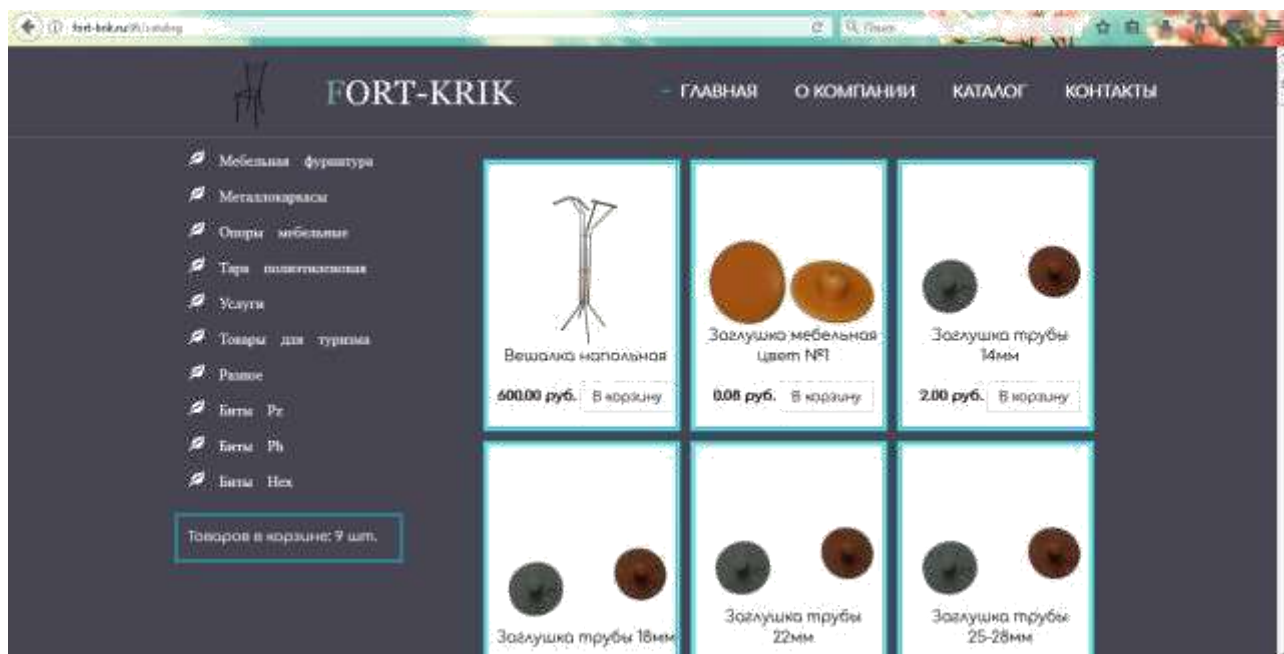 FORT-KRIK
ГЛАВНАЯ О КОМПАНИИ КАТАЛОГ КОНТАКТЫ
Мебельная фурнитура
Металлокаркасы
Опоры мебельные
Тара полиэтиленовая
Услуги
Товары для туризма
Разное
Биты Pz
Биты Ph
Биты Hex
Товаров в корзине: 9 шт.
Вешалка напольная
600.00 руб. В корзину
Заглушка мебельная
цвет №1
0.08 руб. В корзину
Заглушка трубы
14мм
2.00 руб. В корзину
Заглушка трубы 18мм
Заглушка трубы
22мм
Заглушка трубы
25-28мм